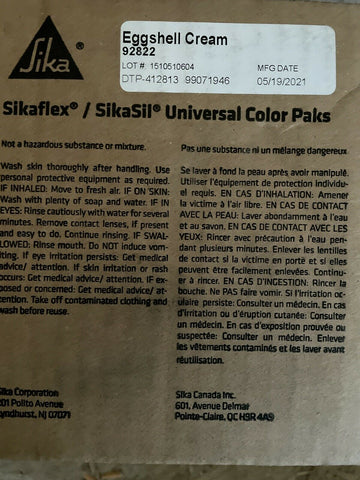 Sika
®
Eggshell Cream
92822
LOT #: 1510510604 MFG DATE
DTP-412813 99071946 05/19/2021
Sikaflex® / SikaSil® Universal Color Paks
Not a hazardous substance or mixture.
Wash skin thoroughly after handling. Use
personal protective equipment as required.
IF INHALED: Move to fresh air. IF ON SKIN:
Wash with plenty of soap and water. IF IN
EYES: Rinse cautiously with water for several
minutes. Remove contact lenses, if present
and easy to do. Continue rinsing. IF SWAL-
LOWED: Rinse mouth. Do NOT induce vom-
iting. If eye irritation persists: Get medical
advice/ attention. If skin irritation or rash
occurs: Get medical advice/ attention. IF ex-
posed or concerned: Get medical advice/ at-
tention. Take off contaminated clothing and
wash before reuse.
Pas une substance ni un mélange dangereux.
Se laver à fond la peau après avoir manipulé.
Utiliser l'équipement de protection individu-
el requis. EN CAS D'INHALATION: Amener
la victime à l'air libre. EN CAS DE CONTACT
AVEC LA PEAU: Laver abondamment à l'eau
et au savon. EN CAS DE CONTACT AVEC LES
YEUX: Rincer avec précaution à l'eau pen-
dant plusieurs minutes. Enlever les lentilles
de contact si la victime en porte et si elles
peuvent être facilement enlevées. Continuer
à rincer. EN CAS D'INGESTION: Rincer la
bouche. Ne PAS faire vomir. Si l'irritation oc-
ulaire persiste: Consulter un médecin. En cas
d'irritation ou d'éruption cutanée: Consulter
un médecin. En cas d'exposition prouvée ou
suspectée: Consulter un médecin. Enlever
les vêtements contaminés et les laver avant
réutilisation.
Sika Corporation
201 Polito Avenue
Lyndhurst, NJ 07071
Sika Canada Inc.
601, Avenue Delmar
Pointe-Claire, QC H9R 4A9